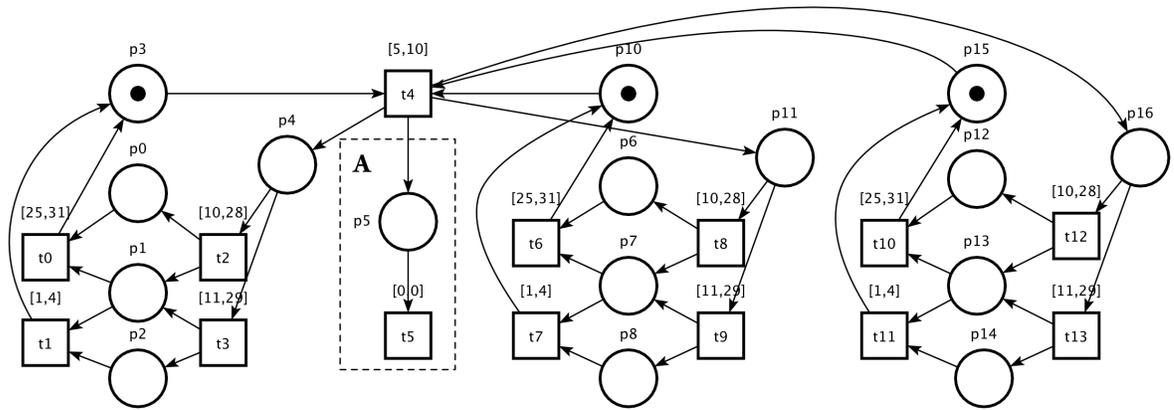 p3
[5,10]
p10
p15
t4
p4
p11
p16
p0
A
p6
p12
[25,31]
[10,28]
p5
[25,31]
[10,28]
[25,31]
[10,28]
t0
p1
t2
t6
p7
t8
t10
p13
t12
[1,4]
[11,29]
[0,0]
[1,4]
[11,29]
[1,4]
[11,29]
t1
p2
t3
t5
t7
p8
t9
t11
p14
t13